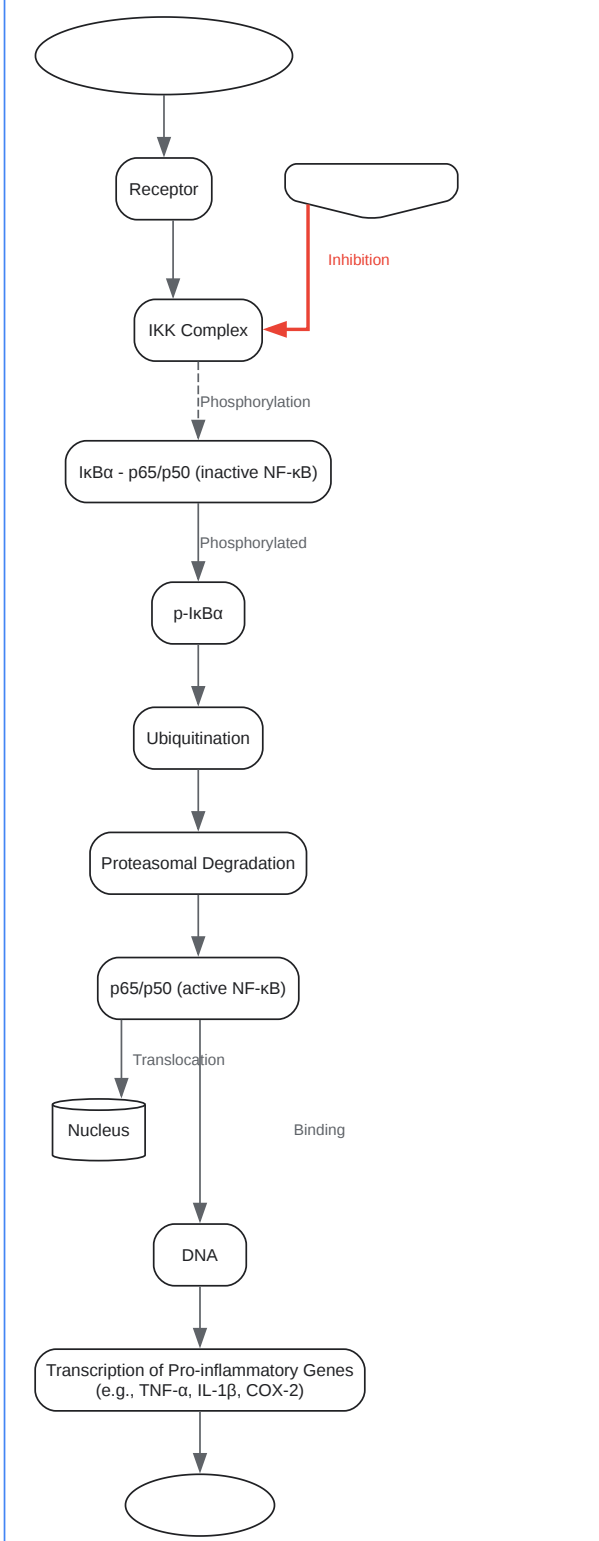 Receptor
Inhibition
IKK Complex
Phosphorylation
IκBα - p65/p50 (inactive NF-κB)
Phosphorylated
p-IκBα
Ubiquitination
Proteasomal Degradation
p65/p50 (active NF-κB)
Translocation
Nucleus
Binding
DNA
Transcription of Pro-inflammatory Genes
(e.g., TNF-α, IL-1β, COX-2)